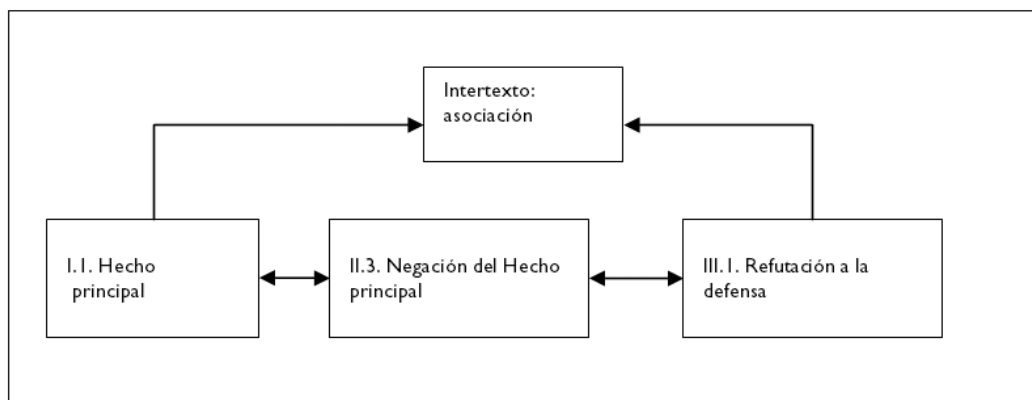 Intertexto:
asociación
I.1. Hecho
principal
II.3. Negación del Hecho
principal
III.1. Refutación a la
defensa